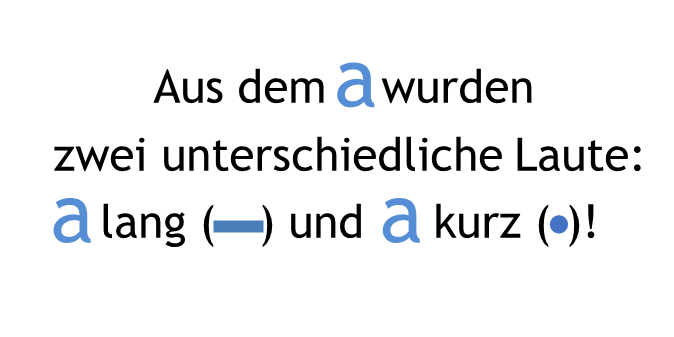 Aus dem a wurden
zwei unterschiedliche Laute:
a lang (▬) und a kurz (•)!